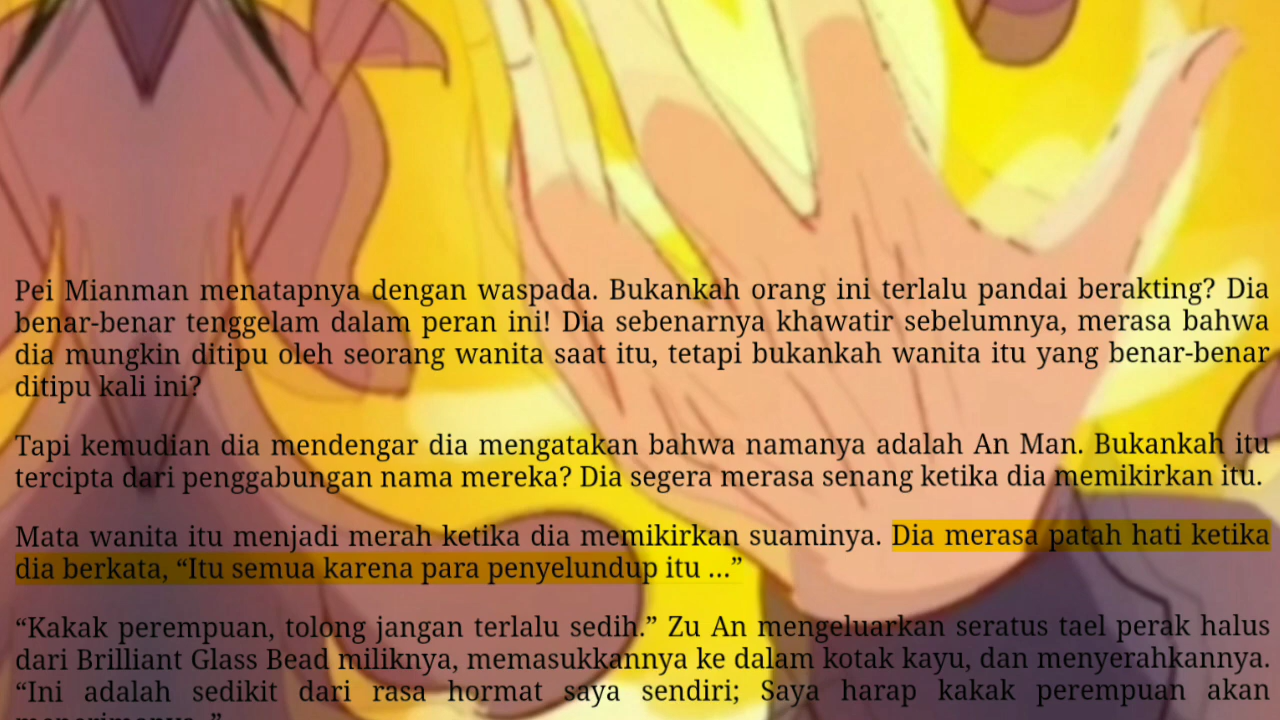 Pei Mianman menatapnya dengan waspada. Bukankah orang ini terlalu pandai berakting? Dia
benar-benar tenggelam dalam peran ini! Dia sebenarnya khawatir sebelumnya, merasa bahwa
dia mungkin ditipu oleh seorang wanita saat itu, tetapi bukankah wanita itu yang benar-benar
ditipu kali ini?
Tapi kemudian dia mendengar dia mengatakan bahwa namanya adalah An Man. Bukankah itu
tercipta dari penggabungan nama mereka? Dia segera merasa senang ketika dia memikirkan itu.
Mata wanita itu menjadi merah ketika dia memikirkan suaminya. Dia merasa patah hati ketika
dia berkata, “Itu semua karena para penyelundup itu …”
“Kakak perempuan, tolong jangan terlalu sedih.” Zu An mengeluarkan seratus tael perak halus
dari Brilliant Glass Bead miliknya, memasukkannya ke dalam kotak kayu, dan menyerahkannya.
“Ini adalah sedikit dari rasa hormat saya sendiri; Saya harap kakak perempuan akan